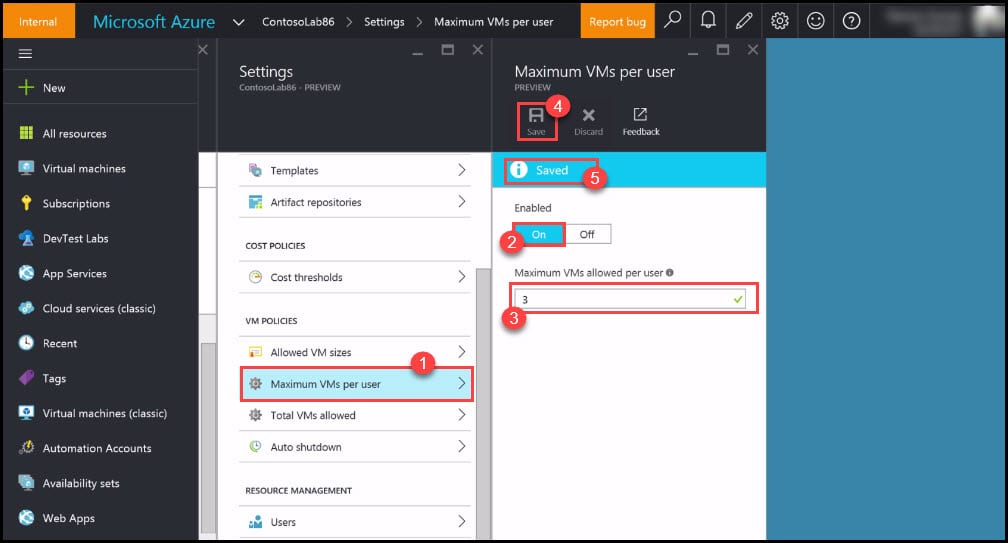 Internal
Microsoft Azure
ContosoLab86 > Settings > Maximum VMs per user
Report bug
New
All resources
Virtual machines
Subscriptions
DevTest Labs
App Services
Cloud services (classic)
Recent
Tags
Virtual machines (classic)
Automation Accounts
Availability sets
Web Apps
Settings
ContosoLab86 - PREVIEW
Templates
Artifact repositories
COST POLICIES
Cost thresholds
VM POLICIES
Allowed VM sizes
1
Maximum VMs per user
Total VMs allowed
Auto shutdown
RESOURCE MANAGEMENT
Users
Maximum VMs per user
PREVIEW
4
Save
Discard
Feedback
Saved
5
Enabled
2
On
Off
Maximum VMs allowed per user
3
3